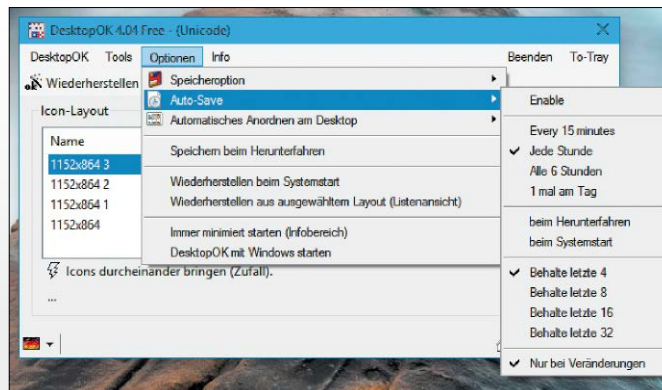 DesktopOK 4.04 Free - (Unicode)
DesktopOK Tools Optionen Info Beenden To-Tray
Wiederherstellen
Icon-Layout
Name
1152x864 3
1152x864 2
1152x864 1
1152x864
Icons durcheinander bringen (Zufall).
...
Speicheroption
Auto-Save
Automatisches Anordnen am Desktop
Speichern beim Herunterfahren
Wiederherstellen beim Systemstart
Wiederherstellen aus ausgewähltem Layout (Listenansicht)
Immer minimiert starten (Infobereich)
DesktopOK mit Windows starten
Enable
Every 15 minutes
Jede Stunde
Alle 6 Stunden
1 mal am Tag
beim Herunterfahren
beim Systemstart
Behalte letzte 4
Behalte letzte 8
Behalte letzte 16
Behalte letzte 32
Nur bei Veränderungen